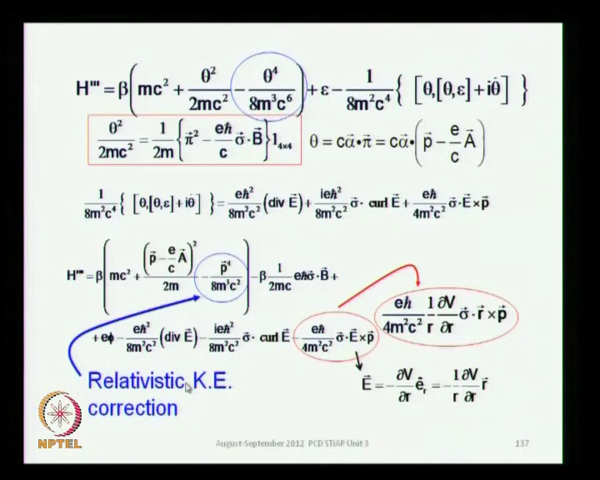 H''' = β(mc² + θ²/2mc² − θ⁴/8m³c⁶) + ε − 1/8m²c⁴ { [θ,[θ,ε]+iθ̇] }
θ²/2mc² = 1/2m {π⃗² − eħ/c σ⃗·B⃗} 1₄ₓ₄ θ = cα⃗•π⃗ = cα⃗•(p⃗ − e/c A⃗)
1/8m²c⁴ { [θ,[θ,ε]+iθ̇] } = eħ²/8m²c² (div E⃗) + ieħ²/8m²c² σ⃗· curl E⃗ + eħ/4m²c² σ⃗·E⃗×p⃗
H''' = β(mc² + (p⃗ − e/c A⃗)²/2m − p⃗⁴/8m³c²) − β 1/2mc eħσ⃗·B⃗ +
+ eϕ − eħ²/8m²c² (div E⃗) − ieħ²/8m²c² σ⃗· curl E⃗ − eħ/4m²c² σ⃗·E⃗×p⃗
eħ/4m²c² 1/r ∂V/∂r σ⃗·r⃗×p⃗
E⃗ = −∂V/∂r ê_r = −1/r ∂V/∂r r⃗
Relativistic K.E.
correction
NPTEL
August-September 2012 PCD STiAP Unit 3
137